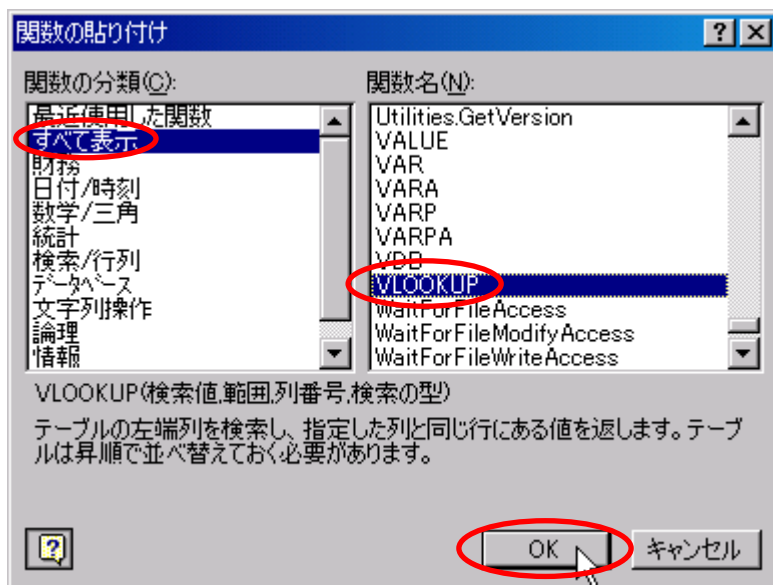 関数の貼り付け
? ×
関数の分類(C):
最近使用した関数
すべて表示
財務
日付/時刻
数学/三角
統計
検索/行列
データベース
文字列操作
論理
情報
関数名(N):
Utilities.GetVersion
VALUE
VAR
VARA
VARP
VARPA
VDB
VLOOKUP
WaitForFileAccess
WaitForFileModifyAccess
WaitForFileWriteAccess
VLOOKUP(検索値,範囲,列番号,検索の型)
テーブルの左端列を検索し、指定した列と同じ行にある値を返します。テーブ
ルは昇順で並べ替えておく必要があります。
?
OK
キャンセル